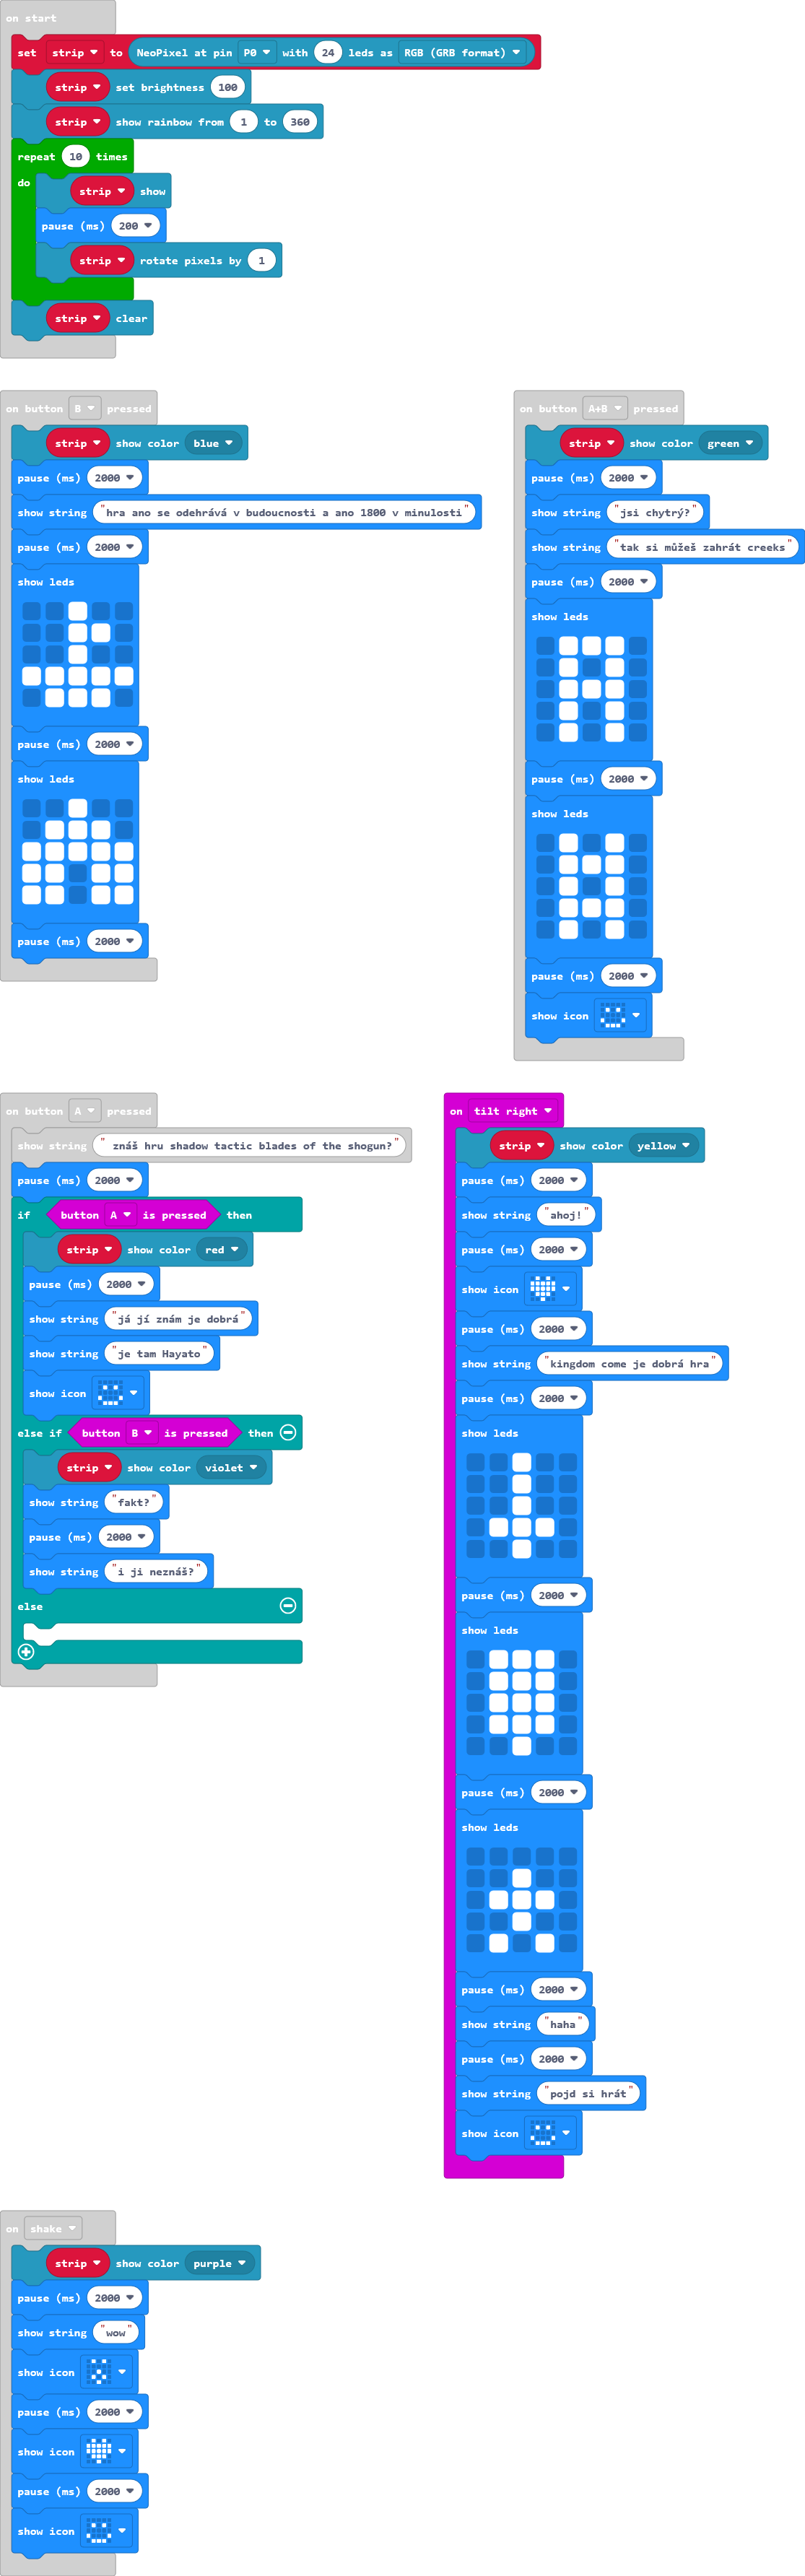 on start
set strip to NeoPixel at pin P0 with 24 leds as RGB (GRB format)
strip set brightness 100
strip show rainbow from 1 to 360
repeat 10 times
do
strip show
pause (ms) 200
strip rotate pixels by 1
strip clear
on button B pressed
strip show color blue
pause (ms) 2000
show string "hra ano se odehrává v budoucnosti a ano 1800 v minulosti"
pause (ms) 2000
show leds
pause (ms) 2000
show leds
pause (ms) 2000
on button A+B pressed
strip show color green
pause (ms) 2000
show string "jsi chytrý?"
show string "tak si můžeš zahrát creeks"
pause (ms) 2000
show leds
pause (ms) 2000
show leds
pause (ms) 2000
show icon
on button A pressed
show string " znáš hru shadow tactic blades of the shogun?"
pause (ms) 2000
if button A is pressed then
strip show color red
pause (ms) 2000
show string "já jí znám je dobrá"
show string "je tam Hayato"
show icon
else if button B is pressed then
strip show color violet
show string "fakt?"
pause (ms) 2000
show string "i ji neznáš?"
else
on tilt right
strip show color yellow
pause (ms) 2000
show string "ahoj!"
pause (ms) 2000
show icon
pause (ms) 2000
show string "kingdom come je dobrá hra"
pause (ms) 2000
show leds
pause (ms) 2000
show leds
pause (ms) 2000
show leds
pause (ms) 2000
show string "haha"
pause (ms) 2000
show string "pojd si hrát"
show icon
on shake
strip show color purple
pause (ms) 2000
show string "wow"
show icon
pause (ms) 2000
show icon
pause (ms) 2000
show icon